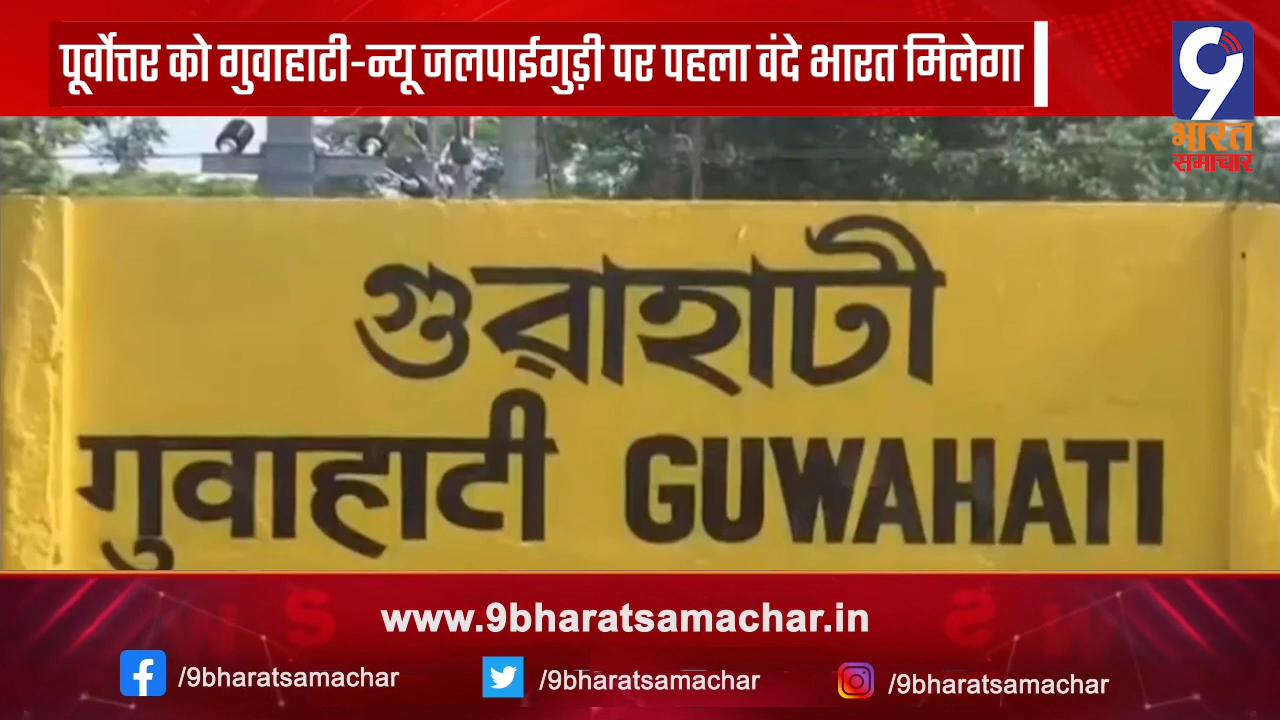 पूर्वोत्तर को गुवाहाटी-न्यू जलपाईगुड़ी पर पहला वंदे भारत मिलेगा
9
भारत
समाचार
গুৱাহাটী
गुवाहाटी GUWAHATI
www.9bharatsamachar.in
/9bharatsamachar /9bharatsamachar /9bharatsamachar